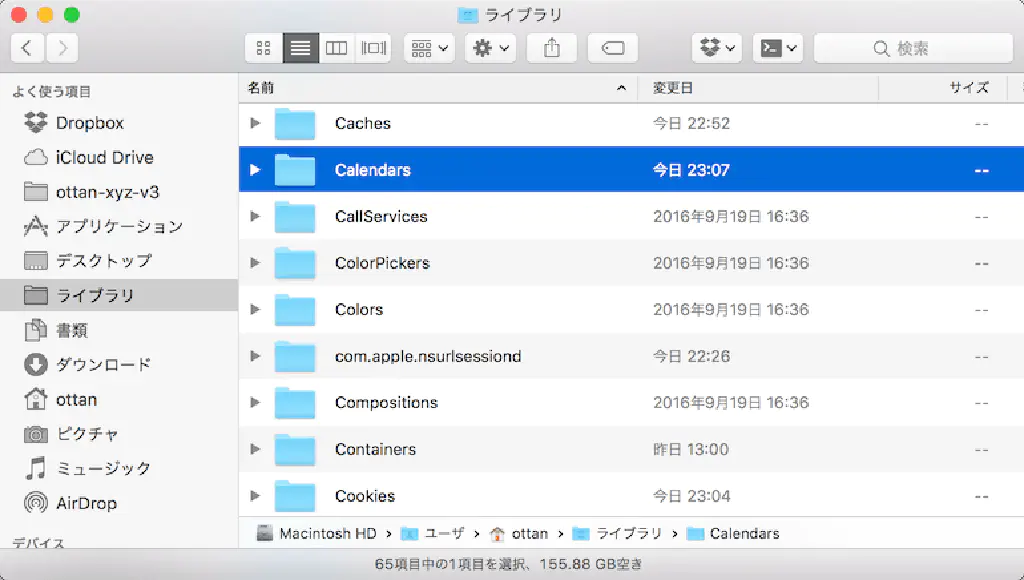 ライブラリ
検索
よく使う項目
Dropbox
iCloud Drive
ottan-xyz-v3
アプリケーション
デスクトップ
ライブラリ
書類
ダウンロード
ottan
ピクチャ
ミュージック
AirDrop
デバイス
名前 変更日 サイズ
Caches 今日 22:52 --
Calendars 今日 23:07 --
CallServices 2016年9月19日 16:36 --
ColorPickers 2016年9月19日 16:36 --
Colors 2016年9月19日 16:36 --
com.apple.nsurlsessiond 今日 22:26 --
Compositions 2016年9月19日 16:36 --
Containers 昨日 13:00 --
Cookies 今日 23:04 --
Macintosh HD › ユーザ › ottan › ライブラリ › Calendars
65項目中の1項目を選択、155.88 GB空き